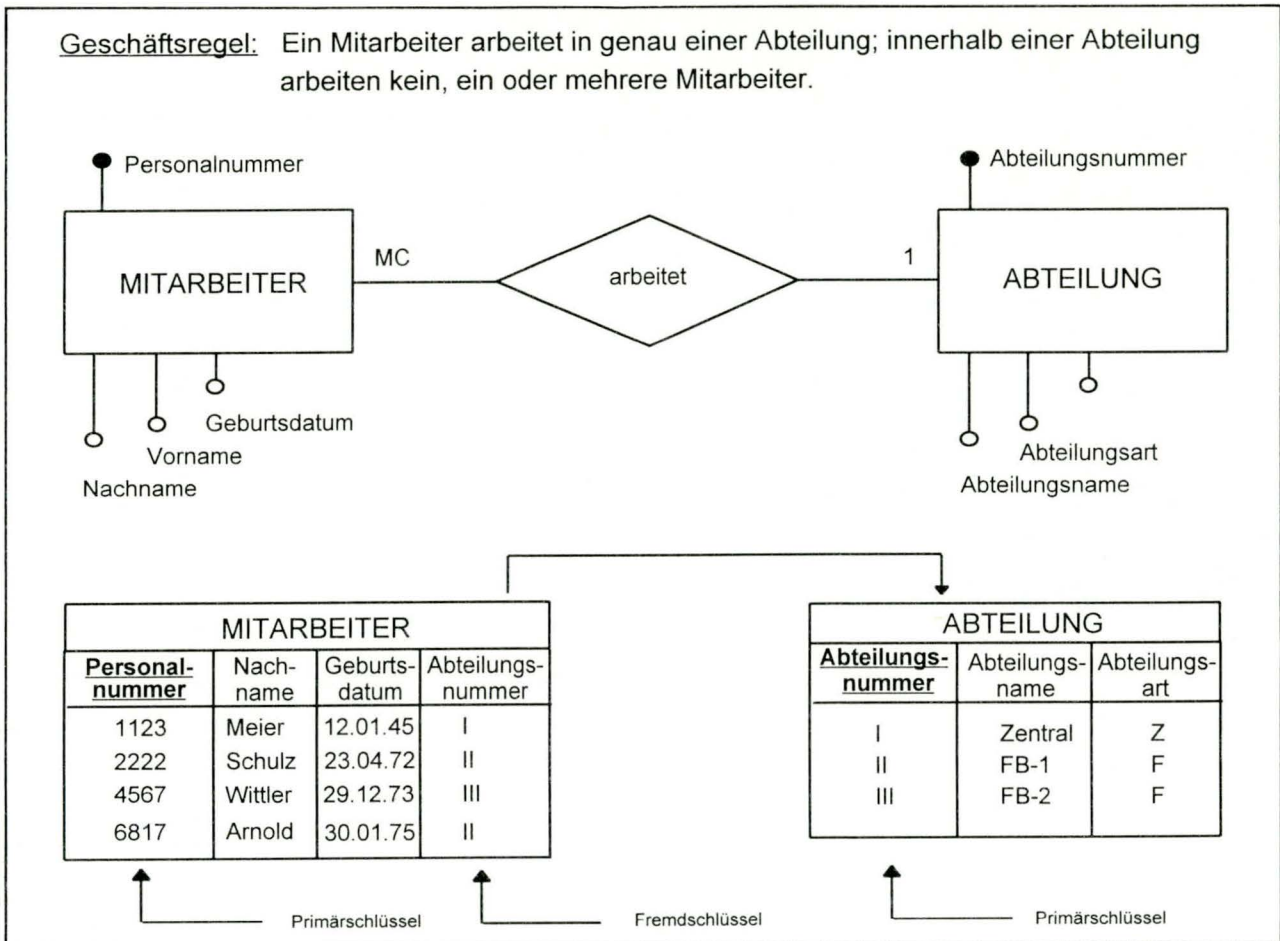 Geschäftsregel: Ein Mitarbeiter arbeitet in genau einer Abteilung; innerhalb einer Abteilung
arbeiten kein, ein oder mehrere Mitarbeiter.
Personalnummer
Abteilungsnummer
MITARBEITER
MC
arbeitet
1
ABTEILUNG
Geburtsdatum
Vorname
Nachname
Abteilungsart
Abteilungsname
MITARBEITER
Personal-
nummer
Nach-
name
Geburts-
datum
Abteilungs-
nummer
1123 Meier 12.01.45 I
2222 Schulz 23.04.72 II
4567 Wittler 29.12.73 III
6817 Arnold 30.01.75 II
Primärschlüssel
Fremdschlüssel
ABTEILUNG
Abteilungs-
nummer
Abteilungs-
name
Abteilungs-
art
I Zentral Z
II FB-1 F
III FB-2 F
Primärschlüssel